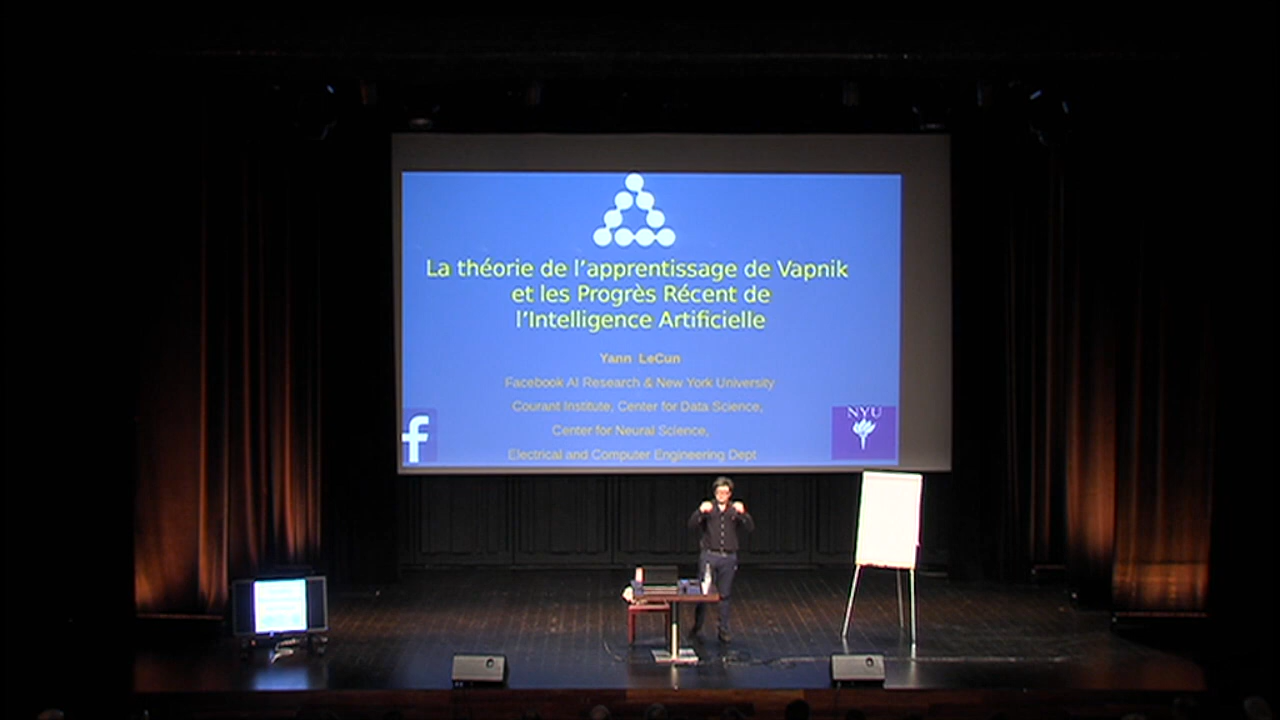 La théorie de l'apprentissage de Vapnik
et les Progrès Récent de
l'Intelligence Artificielle
Yann LeCun
Facebook AI Research & New York University
Courant Institute, Center for Data Science,
Center for Neural Science,
Electrical and Computer Engineering Dept
f
NYU